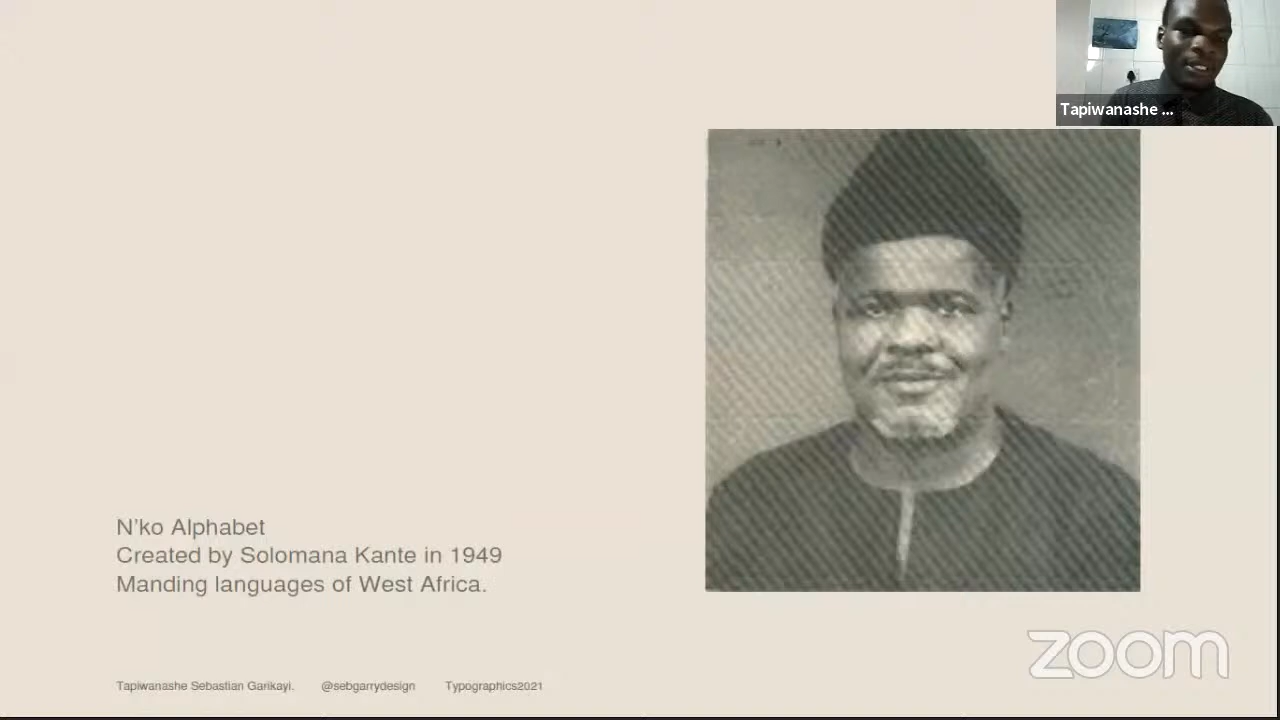 Tapiwanashe ...
N'ko Alphabet
Created by Solomana Kante in 1949
Manding languages of West Africa.
zoom
Tapiwanashe Sebastian Garikayi. @sebgarrydesign Typographics2021